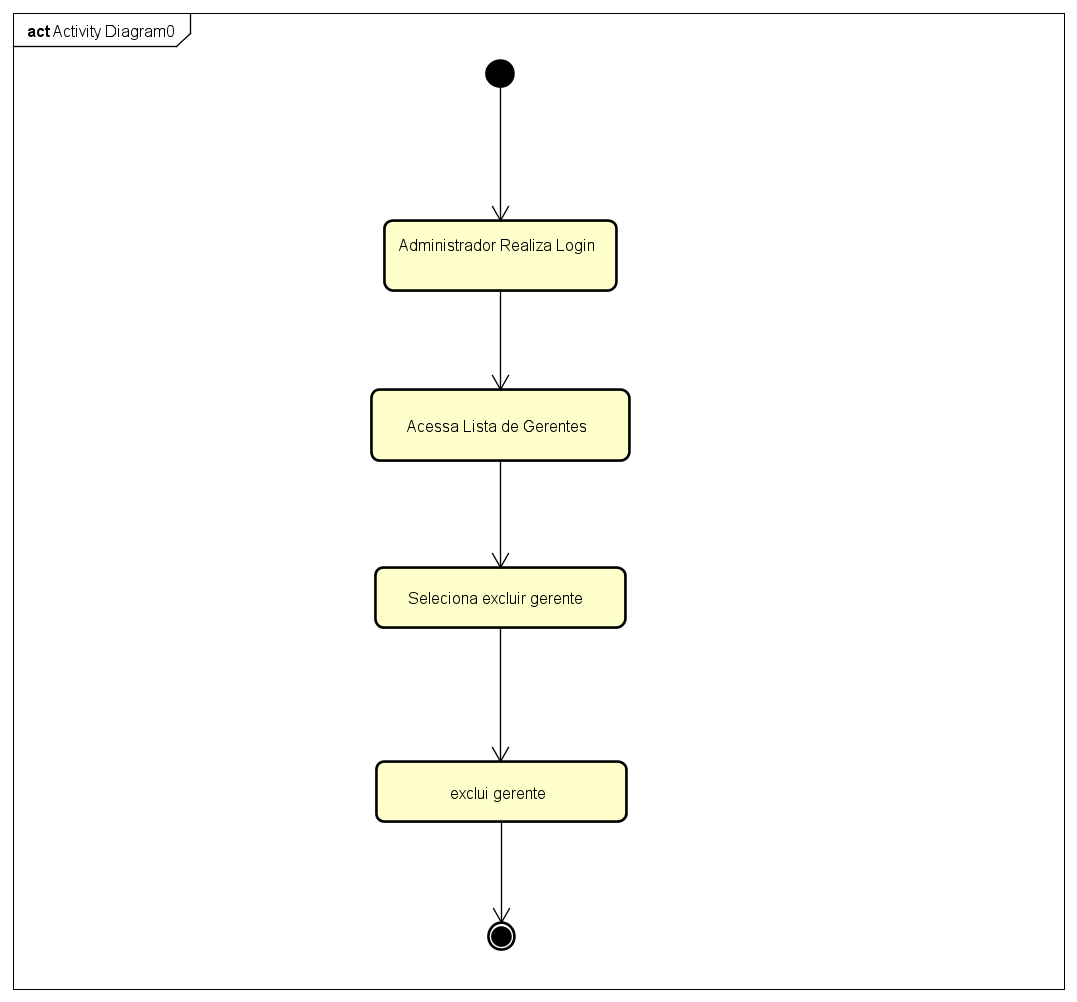 act Activity Diagram0
Administrador Realiza Login
Acessa Lista de Gerentes
Seleciona excluir gerente
exclui gerente